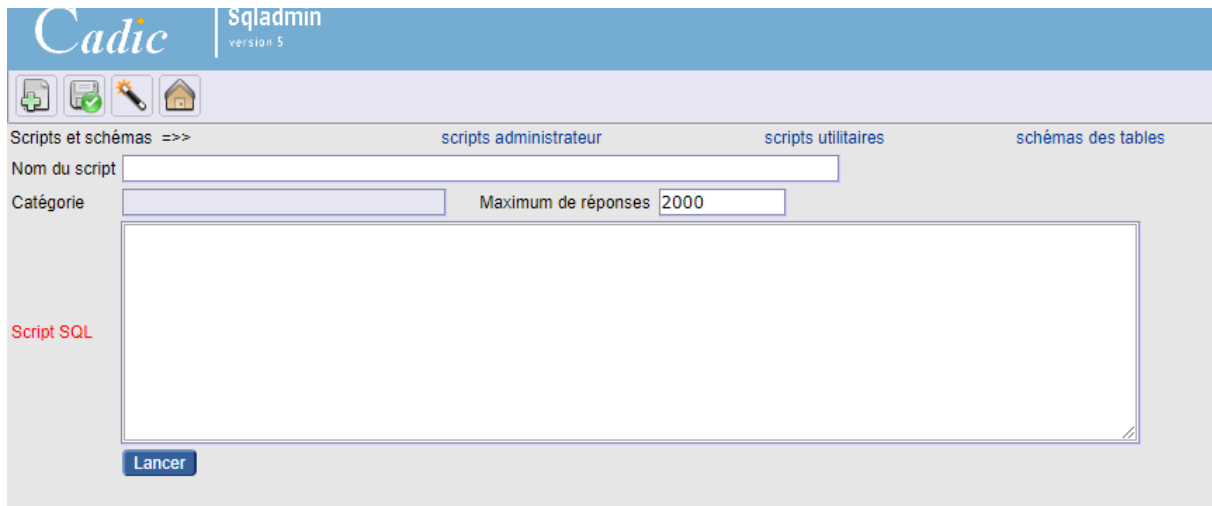 Cadic
Sqladmin
version 5
Scripts et schémas =>> scripts administrateur scripts utilitaires schémas des tables
Nom du script
Catégorie Maximum de réponses 2000
Script SQL
Lancer